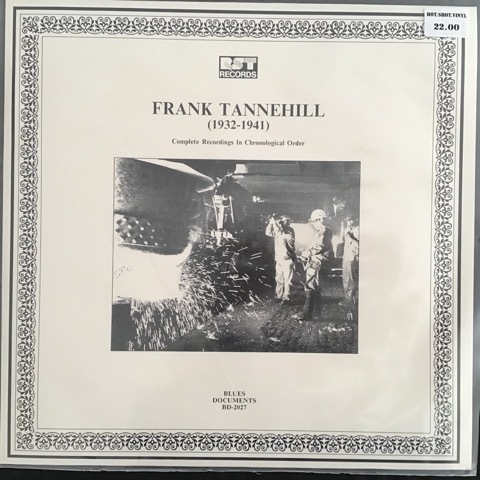 HOT.SHOT.VINYL
22.00
RST
RECORDS
FRANK TANNEHILL
(1932-1941)
Complete Recordings In Chronological Order
BLUES
DOCUMENTS
BD-2027